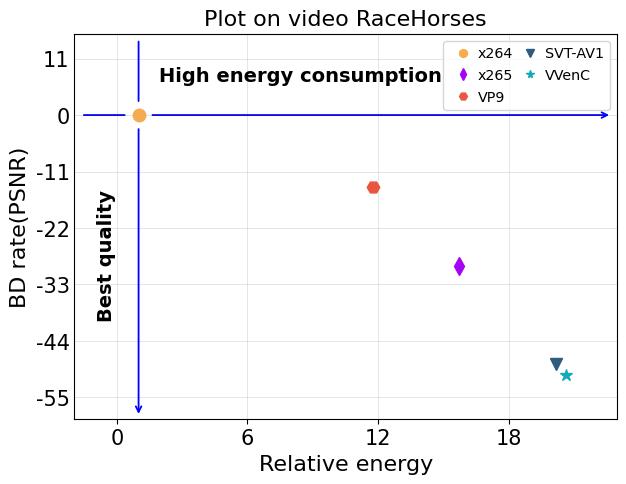 Plot on video RaceHorses
x264
SVT-AV1
x265
VVenC
VP9
High energy consumption
Best quality
BD rate(PSNR)
11
0
-11
-22
-33
-44
-55
0 6 12 18
Relative energy